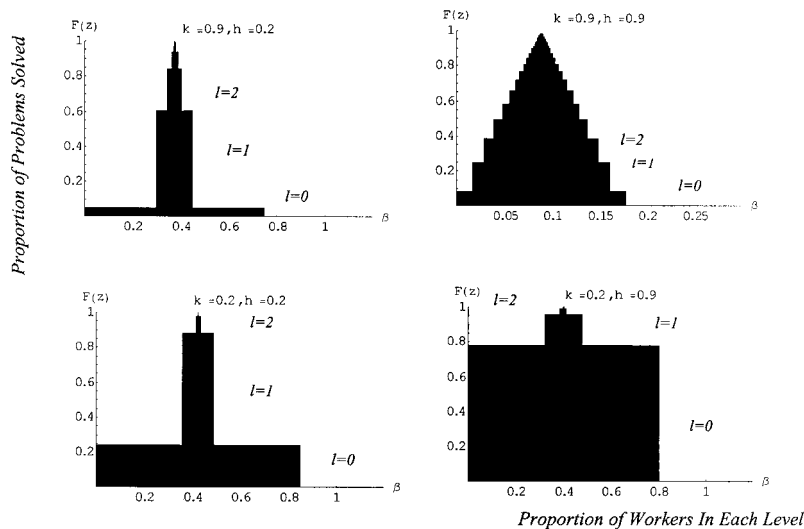 Proportion of Problems Solved
F(z)
k =0.9,h =0.2
1
0.8
l=2
0.6
0.4
l=1
0.2
l=0
0.2 0.4 0.6 0.8 1 β
F(z)
k =0.9,h =0.9
1
0.8
0.6
0.4
l=2
l=1
0.2
l=0
0.05 0.1 0.15 0.2 0.25 β
F(z)
k =0.2,h =0.2
1
l=2
0.8
0.6
l=1
0.4
0.2
l=0
0.2 0.4 0.6 0.8 1 β
F(z)
l=2
k =0.2,h =0.9
1
l=1
0.8
0.6
0.4
l=0
0.2
0.2 0.4 0.6 0.8 1 β
Proportion of Workers In Each Level